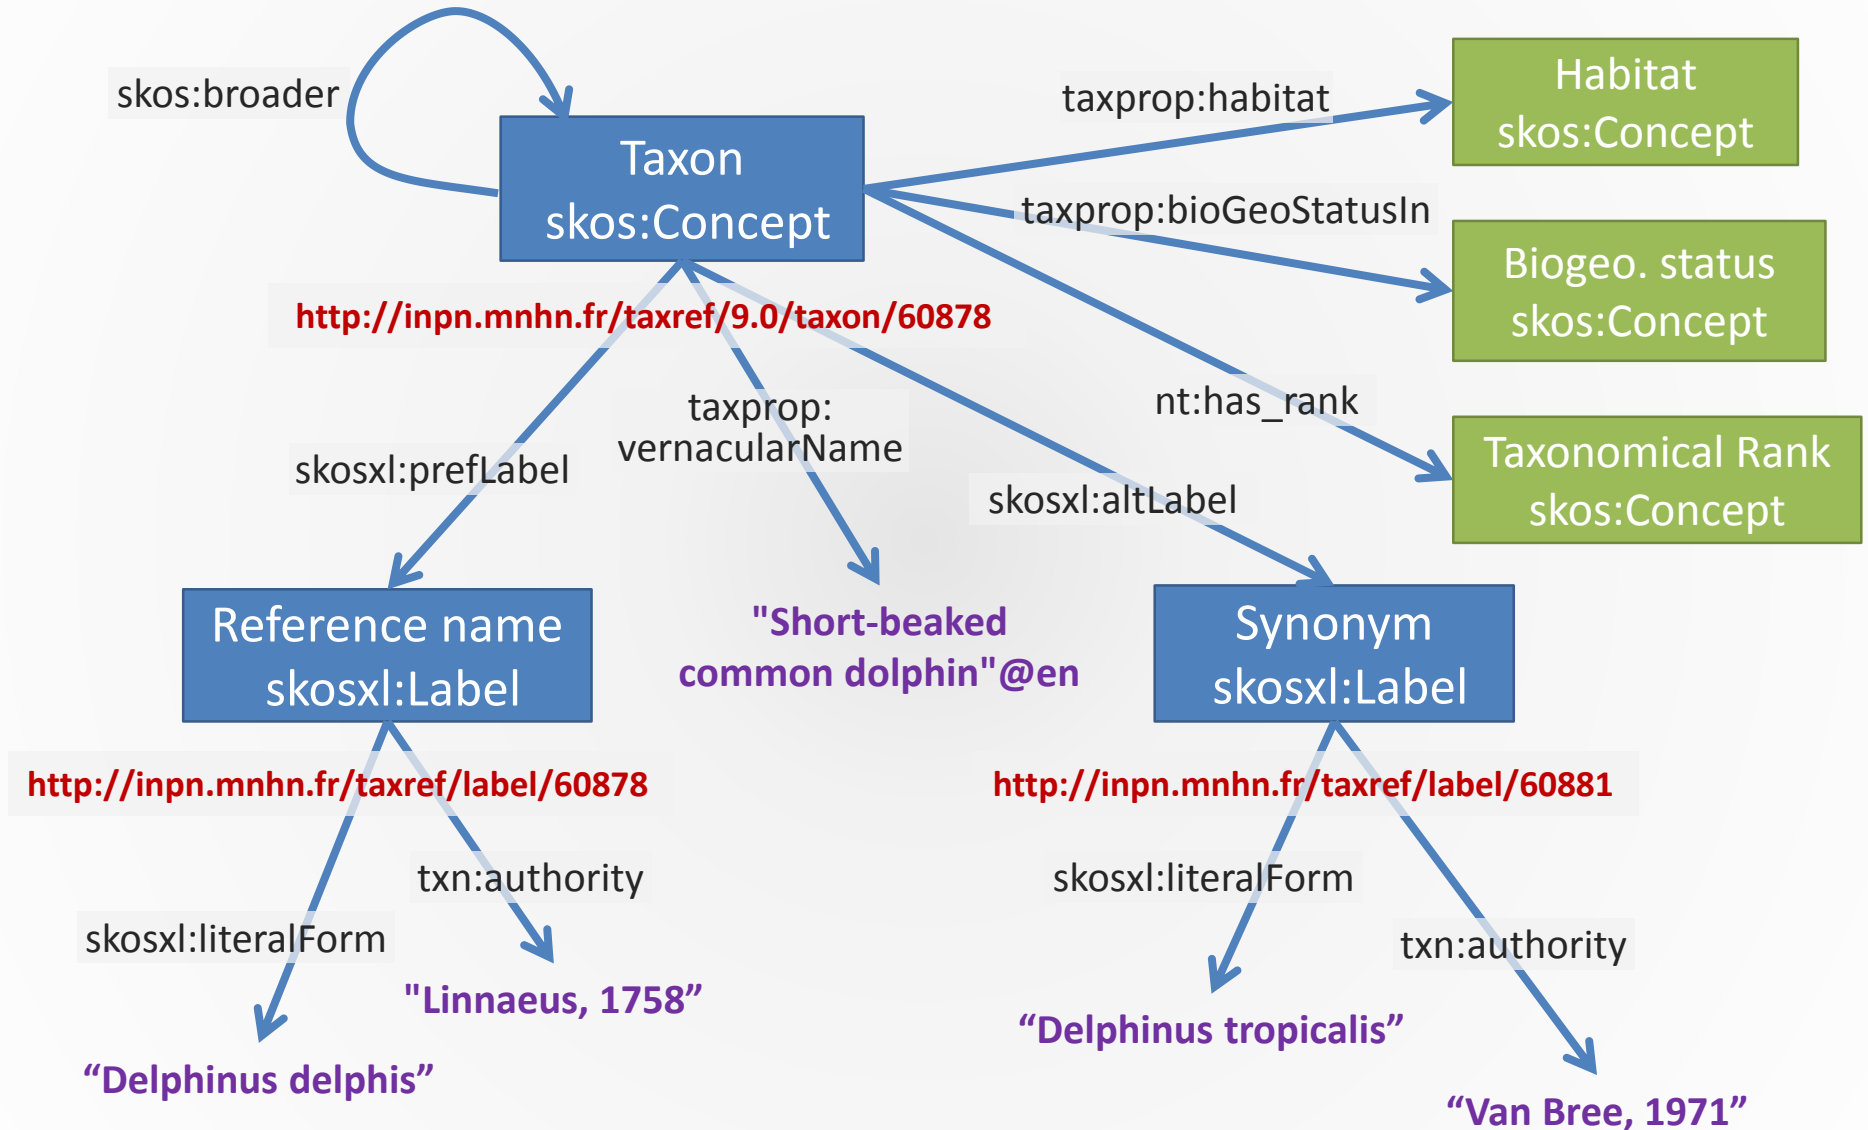 skos:broader
Taxon
skos:Concept
taxprop:habitat
Habitat
skos:Concept
taxprop:bioGeoStatusIn
Biogeo. status
skos:Concept
http://inpn.mnhn.fr/taxref/9.0/taxon/60878
nt:has_rank
Taxonomical Rank
skos:Concept
skosxl:prefLabel
taxprop:
vernacularName
skosxl:altLabel
Reference name
skosxl:Label
"Short-beaked
common dolphin"@en
Synonym
skosxl:Label
http://inpn.mnhn.fr/taxref/label/60878
http://inpn.mnhn.fr/taxref/label/60881
skosxl:literalForm
txn:authority
skosxl:literalForm
txn:authority
"Linnaeus, 1758”
“Delphinus delphis”
“Delphinus tropicalis”
“Van Bree, 1971”